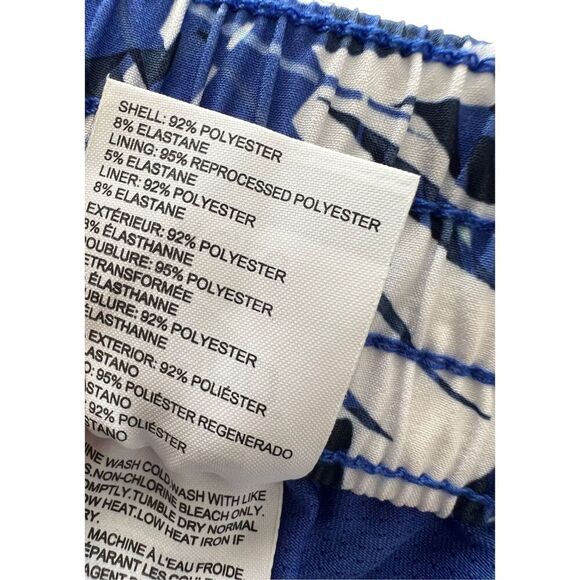 SHELL: 92% POLYESTER
8% ELASTANE
LINING: 95% REPROCESSED POLYESTER
5% ELASTANE
LINER: 92% POLYESTER
8% ELASTANE
EXTÉRIEUR: 92% POLYESTER
8% ÉLASTHANNE
DOUBLURE: 95% POLYESTER
RETRANSFORMÉE
ÉLASTHANNE
DOUBLURE: 92% POLYESTER
ÉLASTHANNE
EXTERIOR: 92% POLIÉSTER
ELASTANO
95% POLIÉSTER REGENERADO
ELASTANO
92% POLIÉSTER
ELASTANO
WASH COLD WASH WITH LIKE
NON-CHLORINE BLEACH ONLY.
TUMBLE DRY NORMAL
HEAT.LOW HEAT IRON IF
MACHINE À L'EAU FROIDE